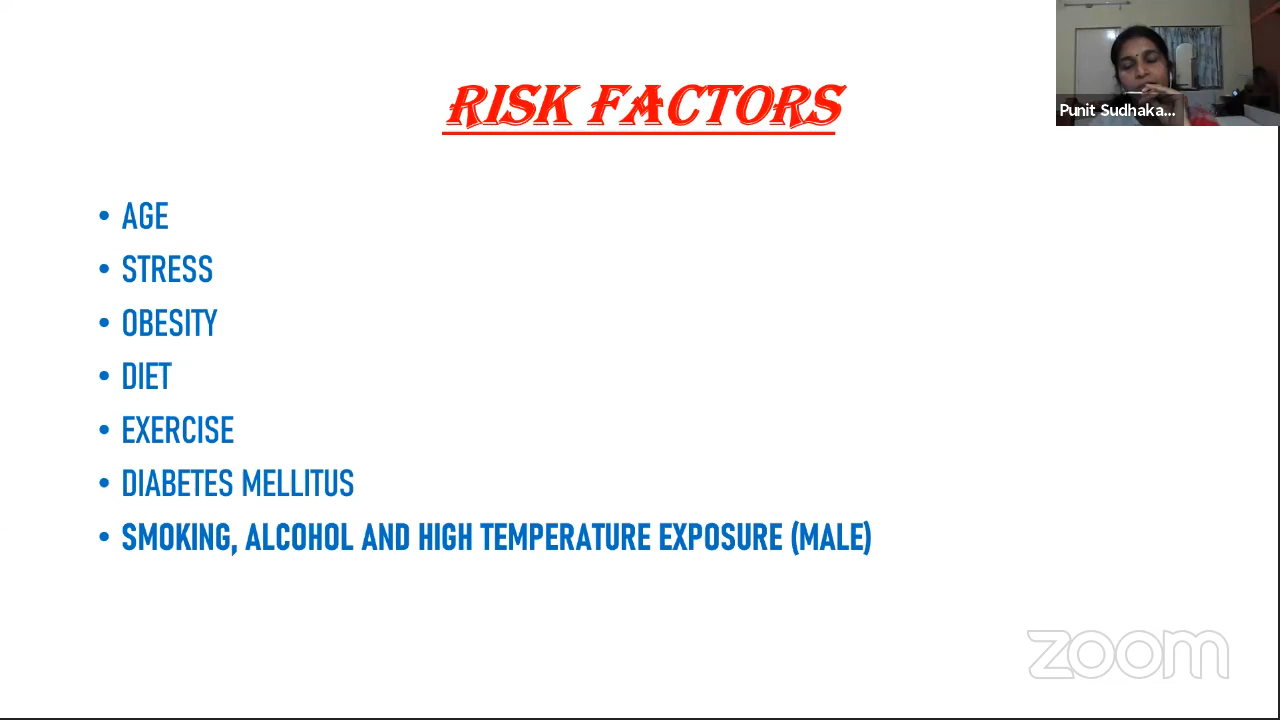 RISK FACTORS
Punit Sudhaka...
• AGE
• STRESS
• OBESITY
• DIET
• EXERCISE
• DIABETES MELLITUS
• SMOKING, ALCOHOL AND HIGH TEMPERATURE EXPOSURE (MALE)
zoom